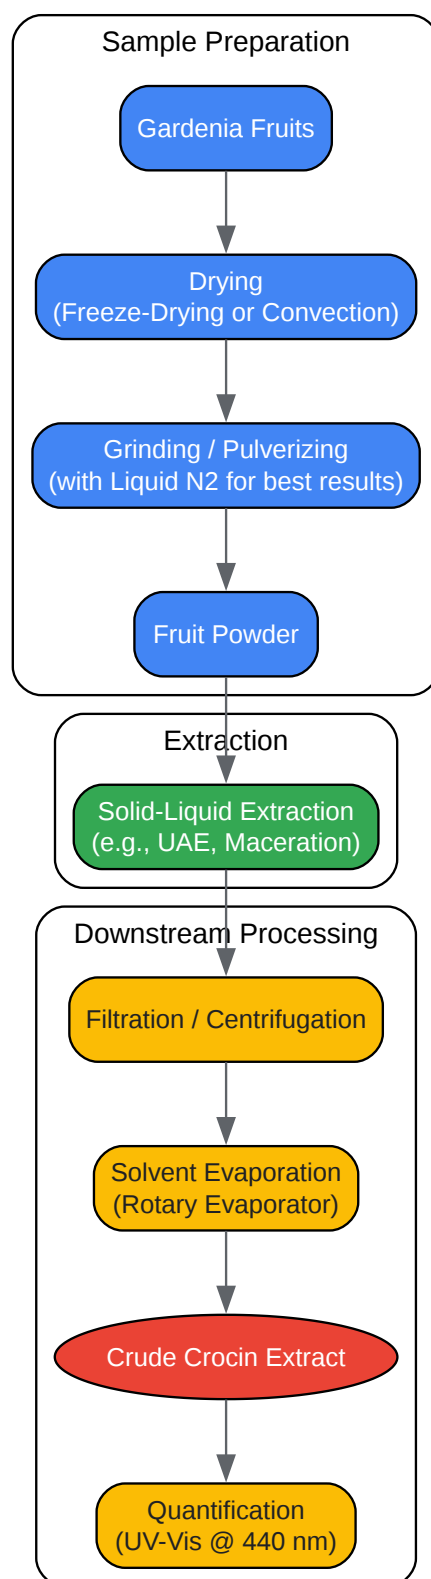 Sample Preparation
Gardenia Fruits
Drying
(Freeze-Drying or Convection)
Grinding / Pulverizing
(with Liquid N2 for best results)
Fruit Powder
Extraction
Solid-Liquid Extraction
(e.g., UAE, Maceration)
Downstream Processing
Filtration / Centrifugation
Solvent Evaporation
(Rotary Evaporator)
Crude Crocin Extract
Quantification
(UV-Vis @ 440 nm)